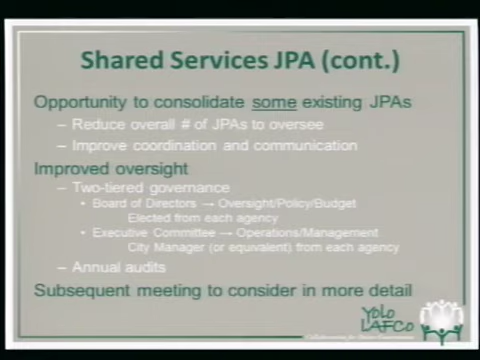 Shared Services JPA (cont.)
Opportunity to consolidate some existing JPAs
– Reduce overall # of JPAs to oversee
– Improve coordination and communication
Improved oversight
– Two-tiered governance
• Board of Directors → Oversight/Policy/Budget
Elected from each agency
• Executive Committee → Operations/Management
City Manager (or equivalent) from each agency
– Annual audits
Subsequent meeting to consider in more detail
Yolo
LAFCo